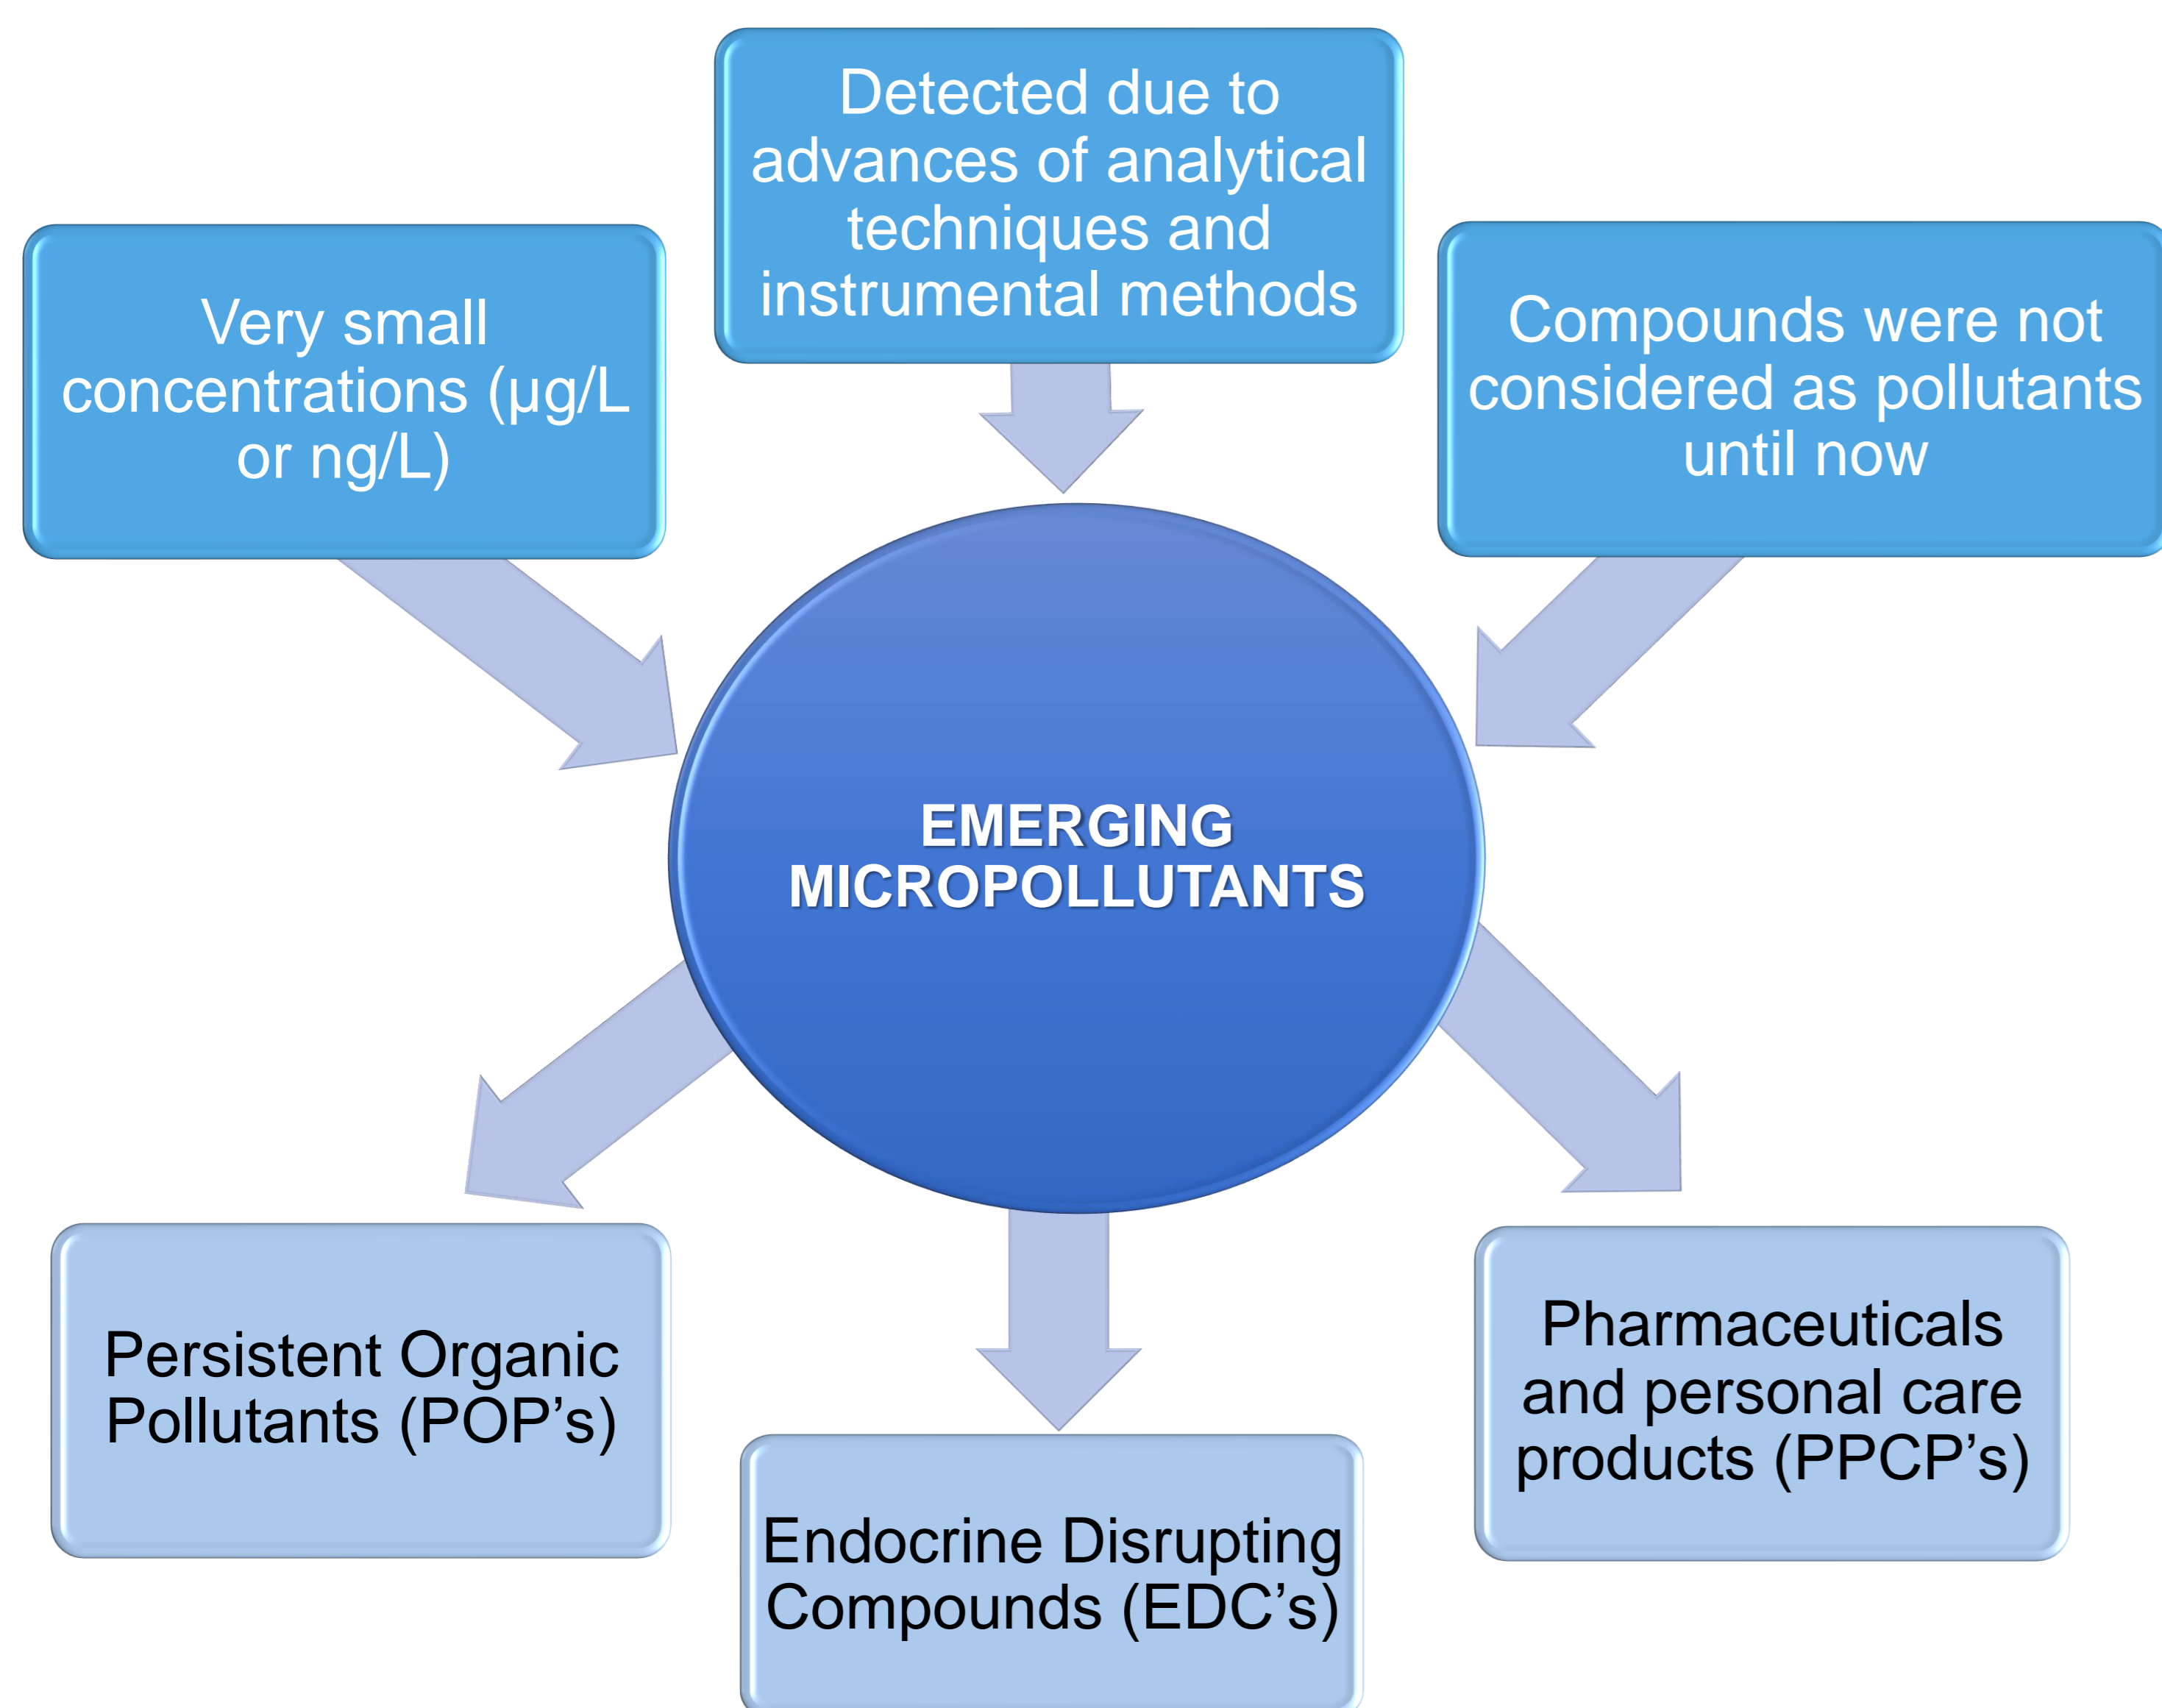 Detected due to
advances of analytical
techniques and
instrumental methods
Very small
concentrations (µg/L
or ng/L)
Compounds were not
considered as pollutants
until now
EMERGING
MICROPOLLUTANTS
Persistent Organic
Pollutants (POP’s)
Endocrine Disrupting
Compounds (EDC’s)
Pharmaceuticals
and personal care
products (PPCP’s)